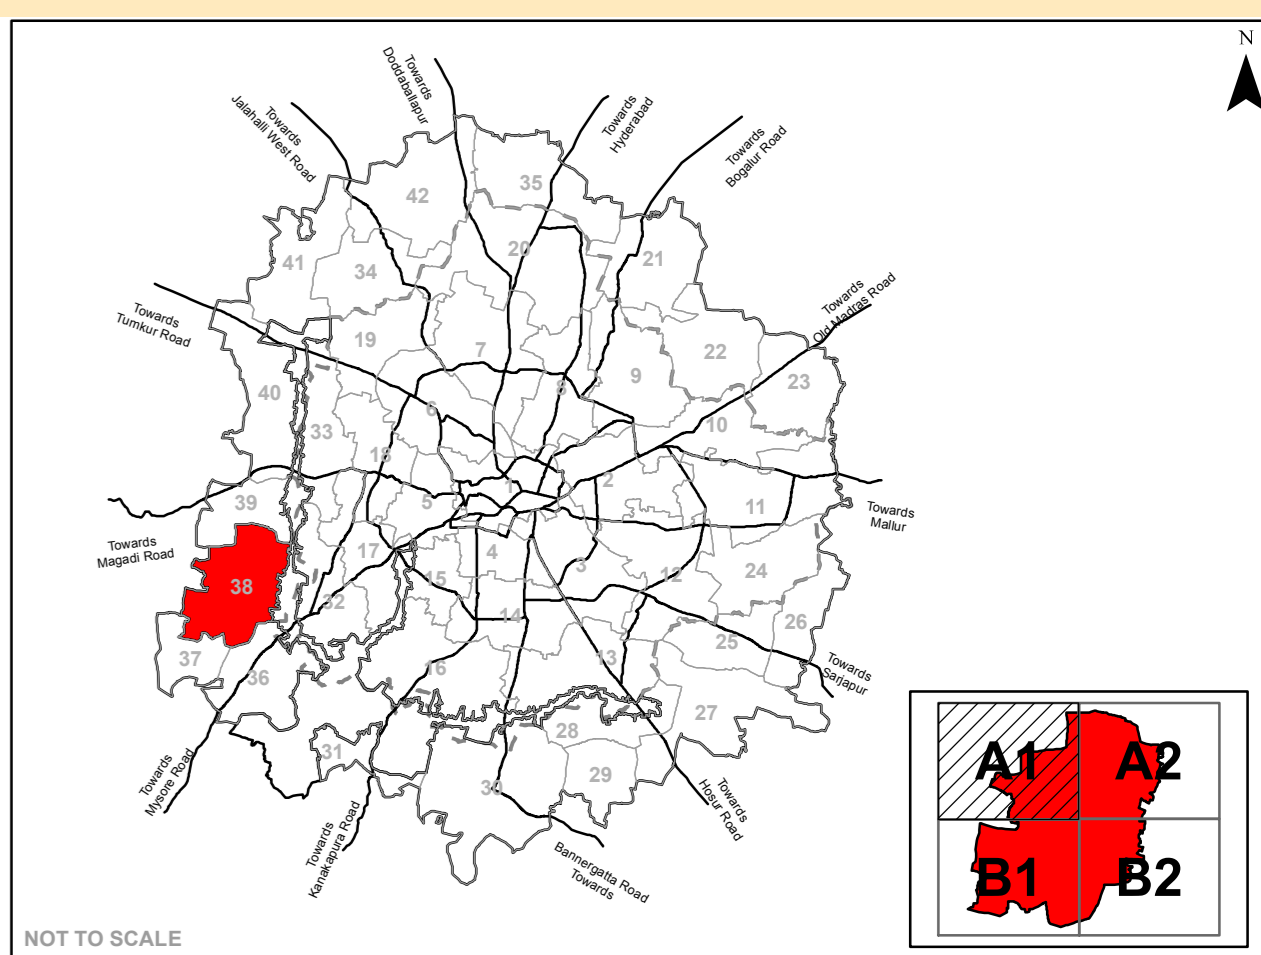 N
Towards
Doddaballapur
Towards
Jalahalli West Road
Towards
Hyderabad
Towards
Bogalur Road
42
35
20
21
41
34
Towards
Old Madras Road
Towards
Tumkur Road
19
7
22
9
23
8
40
6
33
10
18
2
1
39
5
11
Towards
Mallur
Towards
Magadi Road
17
4
3
38
15
12
24
32
14
26
25
37
13
16
36
Towards
Sarjapur
27
28
31
29
30
Towards
Mysore Road
Towards
Kanakapura Road
Bannergatta Road
Towards
Towards
Hosur Road
A1
A2
B1
B2
NOT TO SCALE